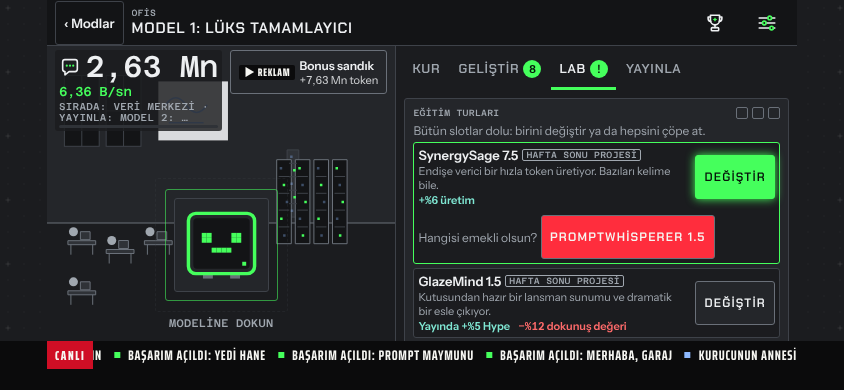 ‹ Modlar
OFİS
MODEL 1: LÜKS TAMAMLAYICI
2,63 Mn
6,36 B/sn
SIRADA: VERİ MERKEZİ ·
YAYINLA: MODEL 2: …
REKLAM
Bonus sandık
+7,63 Mn token
MODELİNE DOKUN
KUR
GELİŞTİR 8
LAB !
YAYINLA
EĞİTİM TURLARI
Bütün slotlar dolu: birini değiştir ya da hepsini çöpe at.
SynergySage 7.5 HAFTA SONU PROJESİ
Endişe verici bir hızla token üretiyor. Bazıları kelime
bile.
+%6 üretim
DEĞİŞTİR
Hangisi emekli olsun? PROMPTWHİSPERER 1.5
GlazeMind 1.5 HAFTA SONU PROJESİ
Kutusundan hazır bir lansman sunumu ve dramatik
bir esle çıkıyor.
Yayında +%5 Hype −%12 dokunuş değeri
DEĞİŞTİR
CANLI N BAŞARIM AÇILDI: YEDİ HANE BAŞARIM AÇILDI: PROMPT MAYMUNU BAŞARIM AÇILDI: MERHABA, GARAJ KURUCUNUN ANNESİ